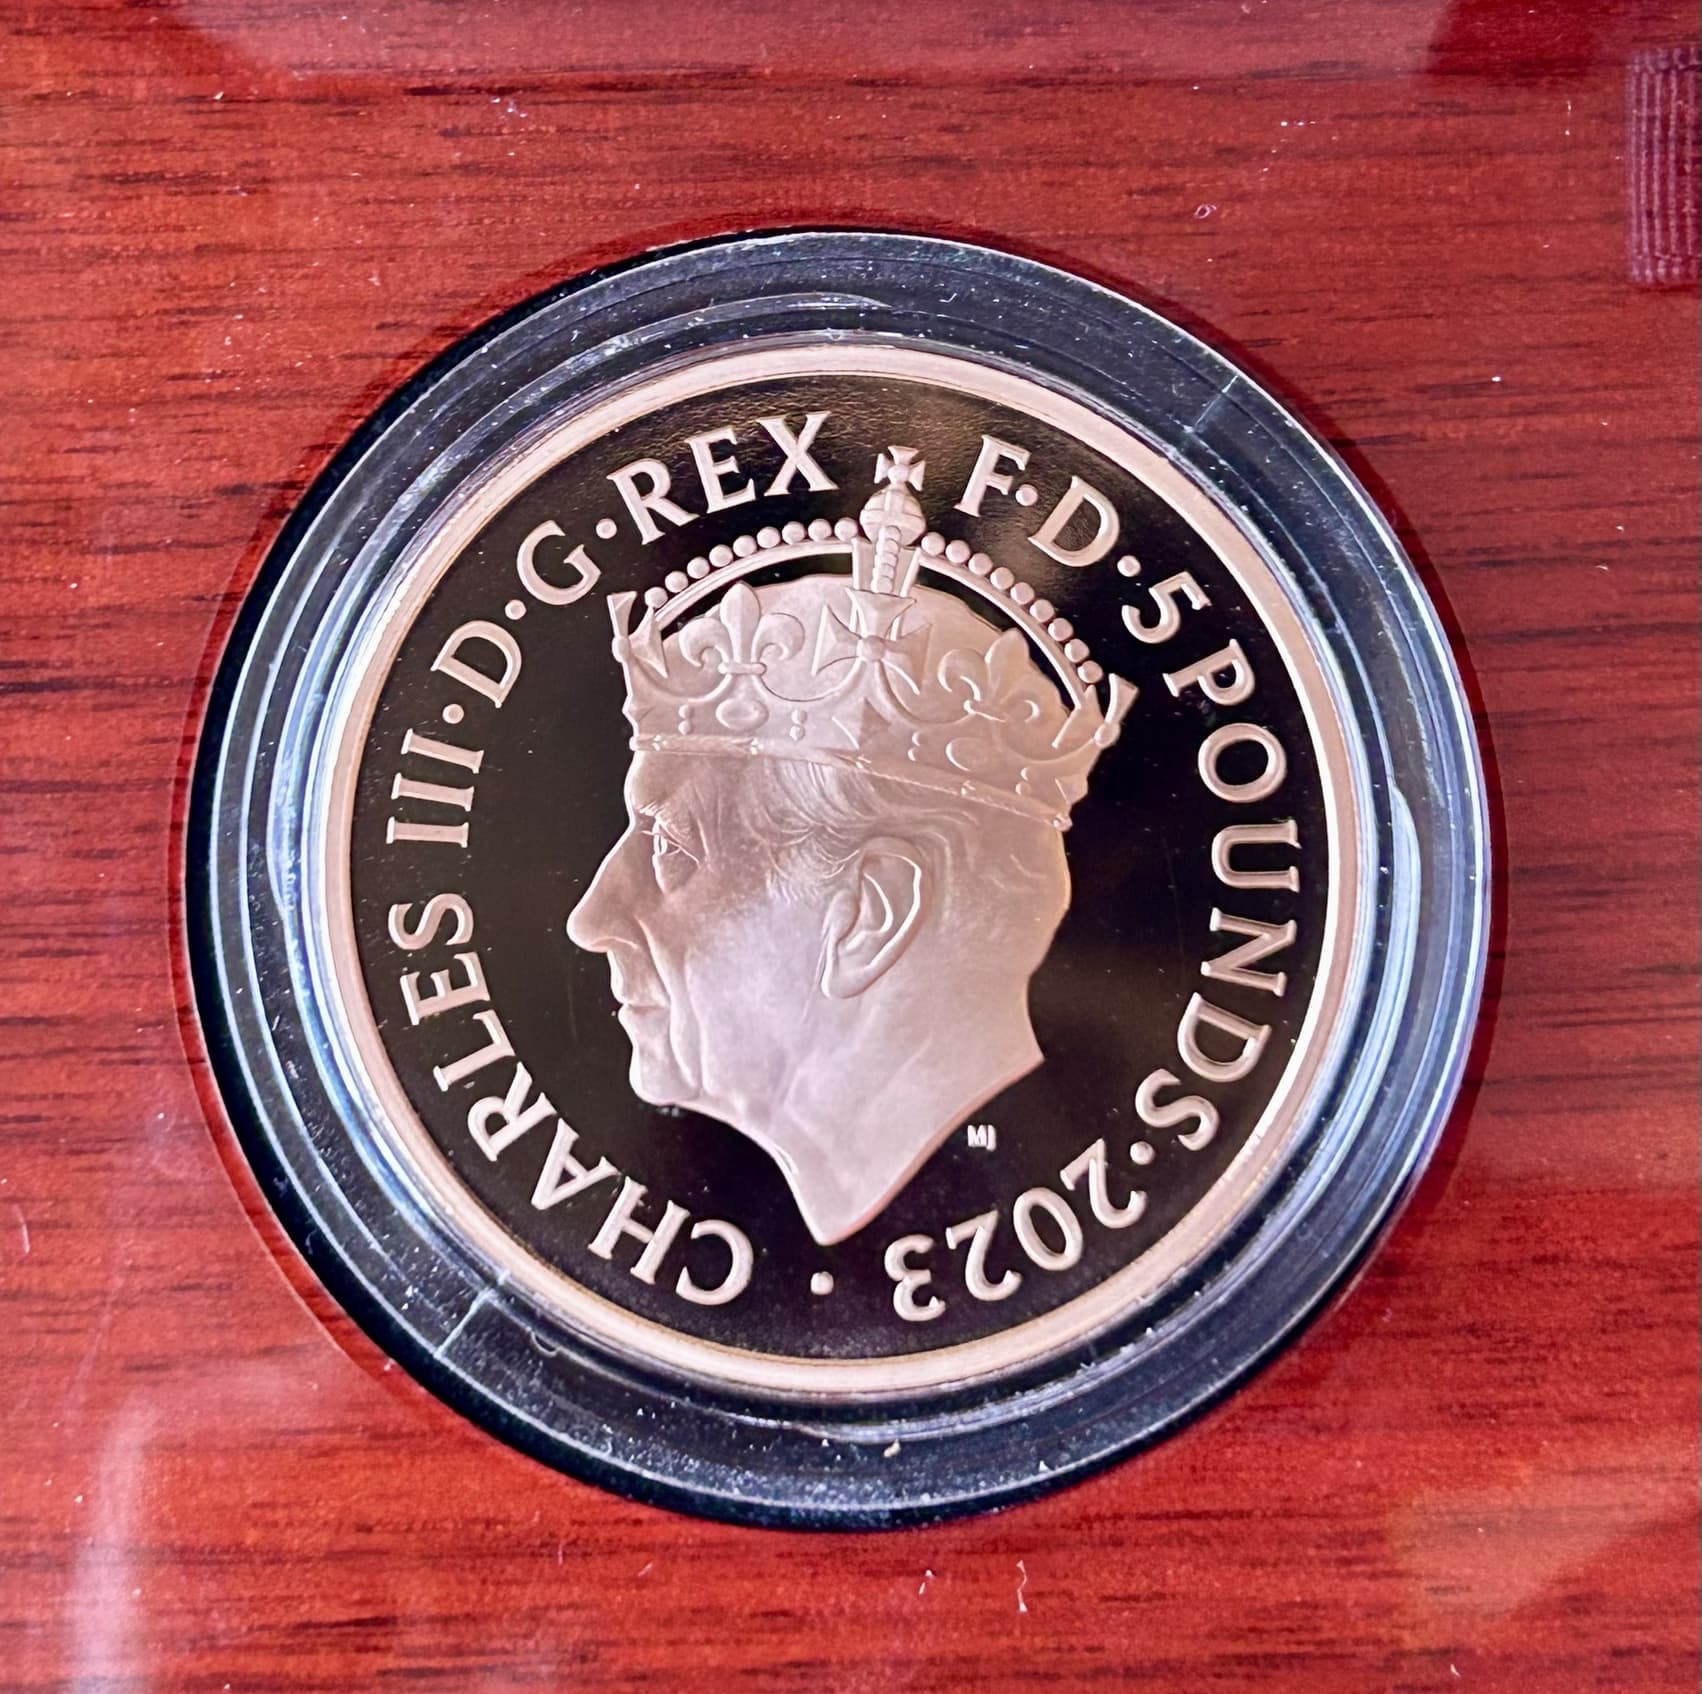 · CHARLES III · D · G · REX F · D · 5 POUNDS · 2023
MJ